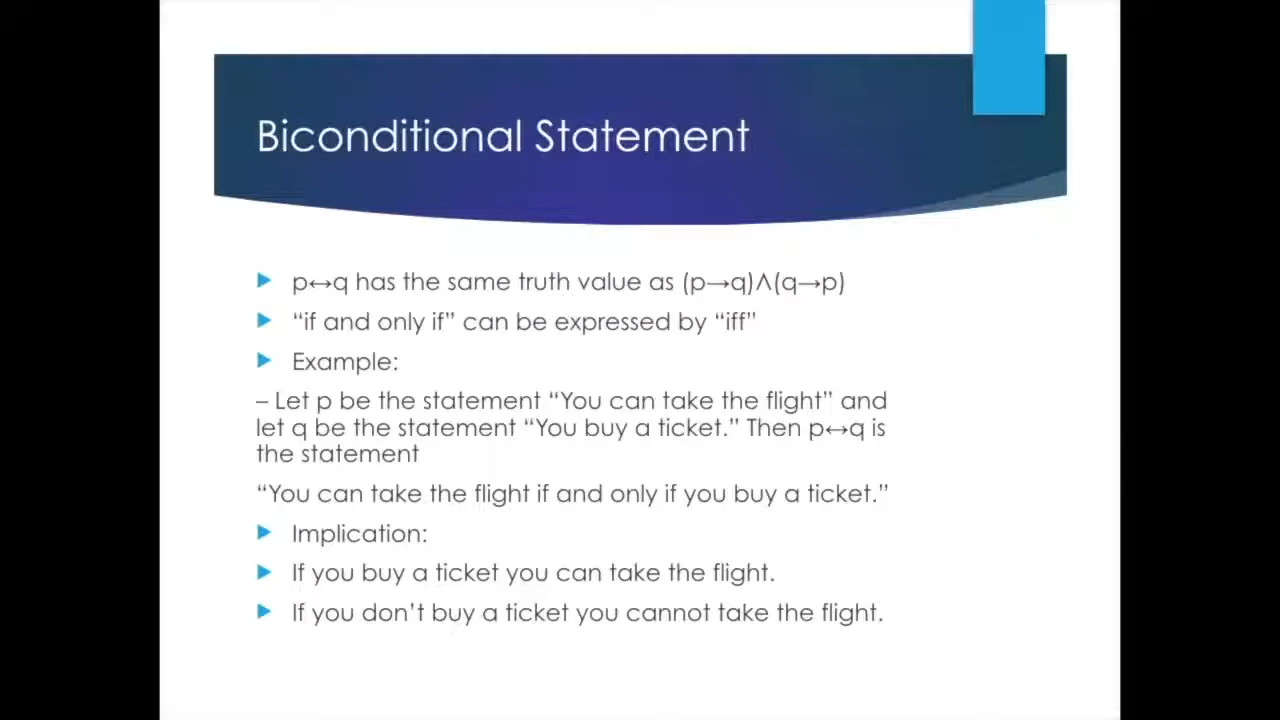 Biconditional Statement
p↔q has the same truth value as (p→q)Λ(q→p)
“if and only if” can be expressed by “iff”
Example:
– Let p be the statement “You can take the flight” and
let q be the statement “You buy a ticket.” Then p↔q is
the statement
“You can take the flight if and only if you buy a ticket.”
Implication:
If you buy a ticket you can take the flight.
If you don’t buy a ticket you cannot take the flight.